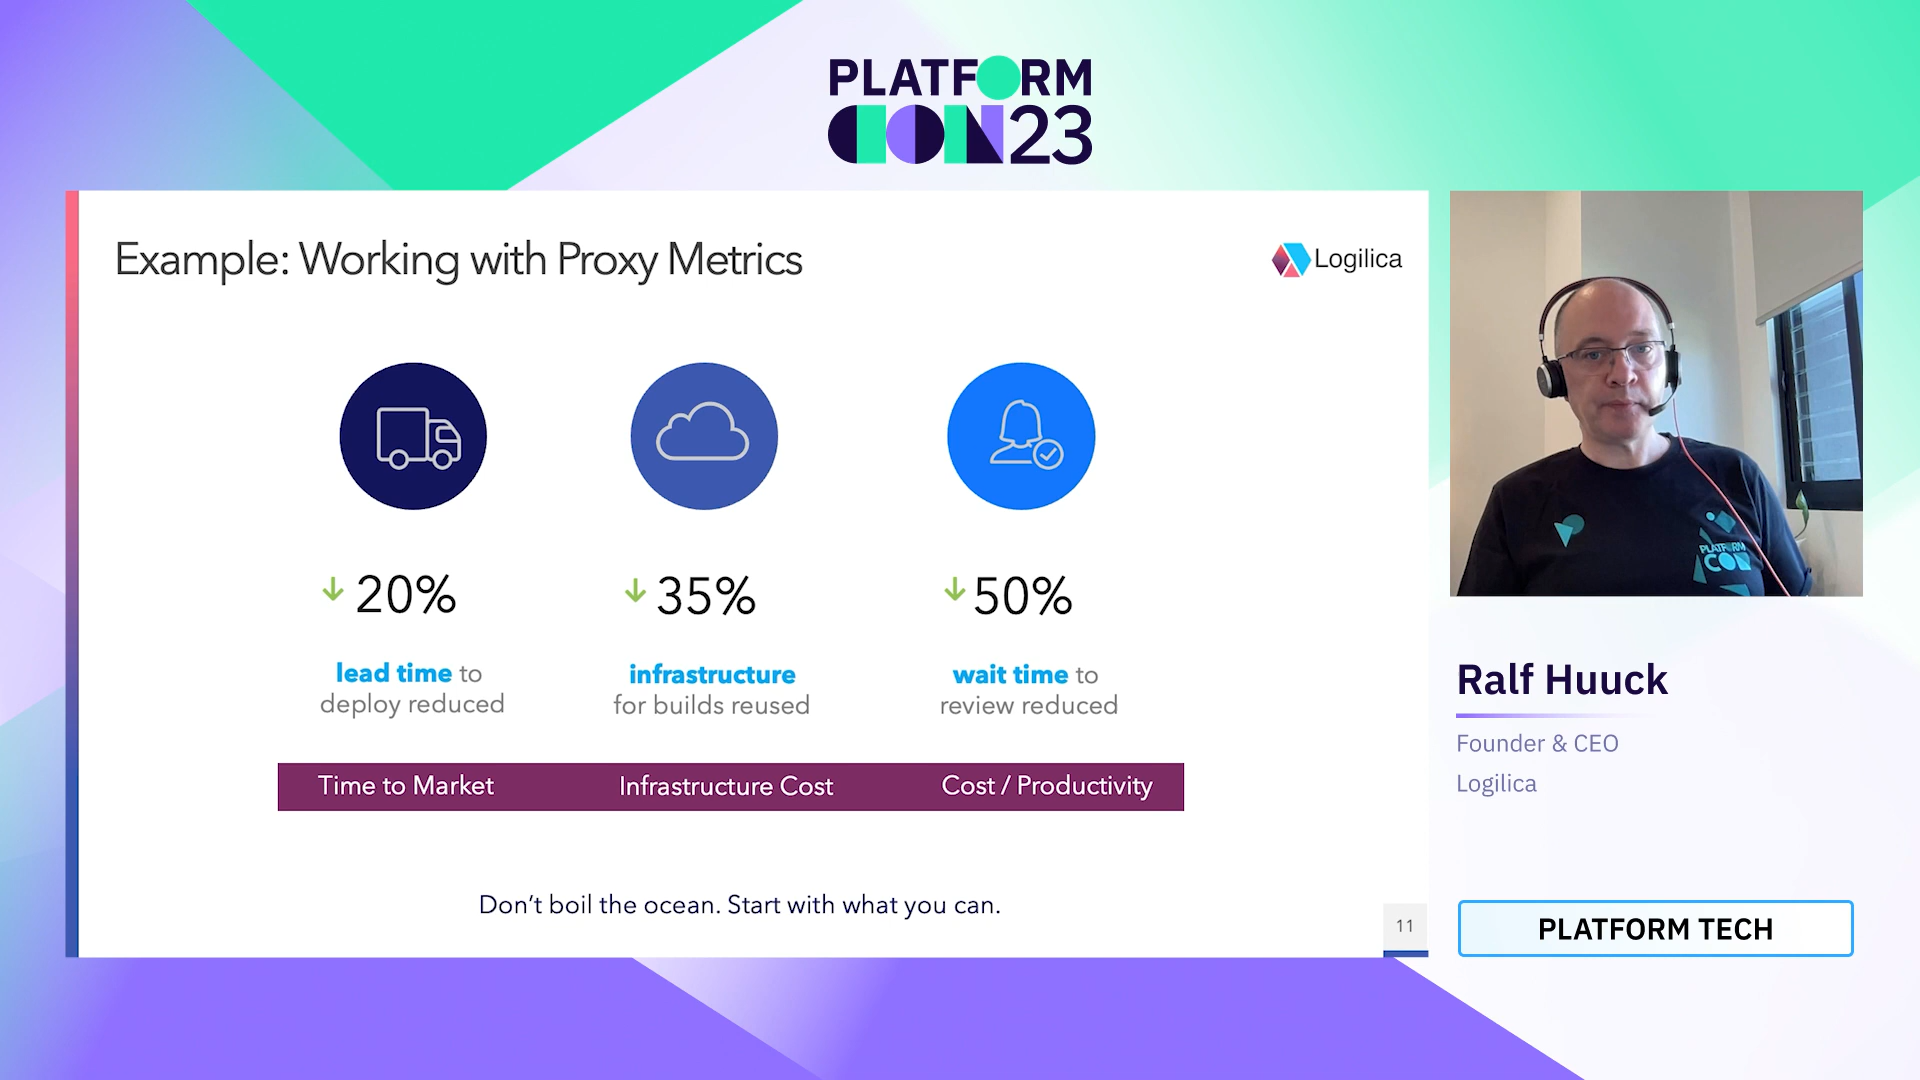 PLATFORM
CON23
Example: Working with Proxy Metrics
Logilica
20%
35%
50%
lead time to
deploy reduced
infrastructure
for builds reused
wait time to
review reduced
Time to Market
Infrastructure Cost
Cost / Productivity
Don't boil the ocean. Start with what you can.
11
PLATFORM
CON
Ralf Huuck
Founder & CEO
Logilica
PLATFORM TECH